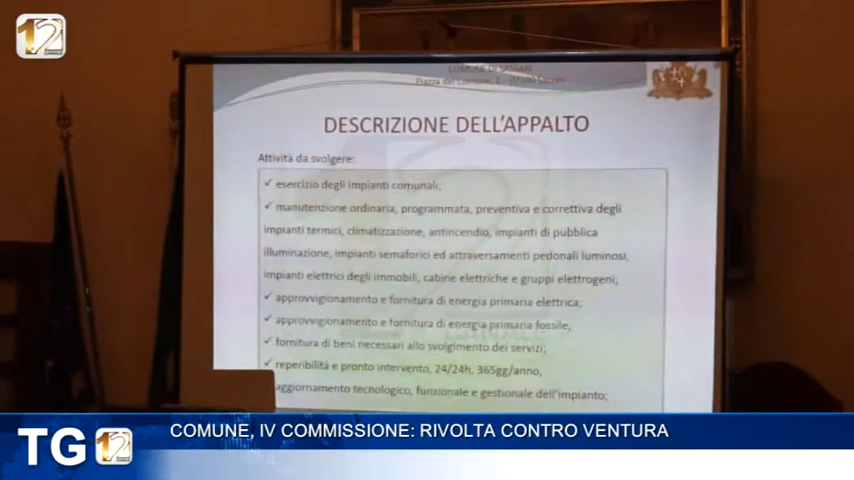 12
COMUNE DI SASSARI
DESCRIZIONE DELL'APPALTO
Attività da svolgere:
✓ esercizio degli impianti comunali;
✓ manutenzione ordinaria, programmata, preventiva e correttiva degli
impianti termici, climatizzazione, antincendio, impianti di pubblica
illuminazione, impianti semaforici ed attraversamenti pedonali luminosi,
impianti elettrici degli immobili, cabine elettriche e gruppi elettrogeni;
✓ approvvigionamento e fornitura di energia primaria elettrica;
✓ approvvigionamento e fornitura di energia primaria fossile;
✓ fornitura di beni necessari allo svolgimento dei servizi;
✓ reperibilità e pronto intervento, 24/24h, 365gg/anno,
aggiornamento tecnologico, funzionale e gestionale dell'impianto;
COMUNE, IV COMMISSIONE: RIVOLTA CONTRO VENTURA
TG 12